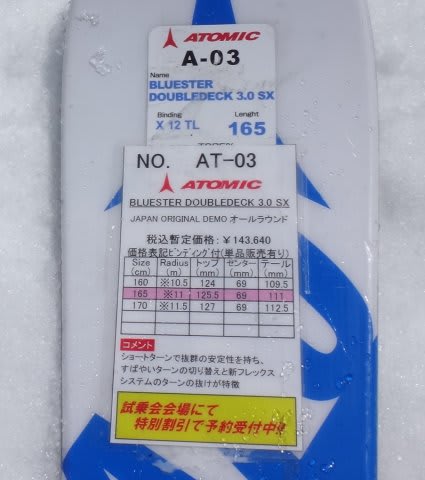 ATOMIC
A-03
Name
BLUESTER
DOUBLEDECK 3.0 SX
Binding Lenght
X 12 TL 165
NO. AT-03
ATOMIC
BLUESTER DOUBLEDECK 3.0 SX
JAPAN ORIGINAL DEMO オールラウンド
税込暫定価格：￥143,640
価格表記ﾋﾞﾝﾃﾞｨﾝｸﾞ付(単品販売有り)
Size Radius トップ センター テール
(cm) (m) (mm) (mm) (mm)
160 ※10.5 124 69 109.5
165 ※11 125.5 69 111
170 ※11.5 127 69 112.5
コメント
ショートターンで抜群の安定性を持ち、
すばやいターンの切り替えと新フレックス
システムのターンの抜けが特徴
試乗会会場にて
特別割引で予約受付中!!